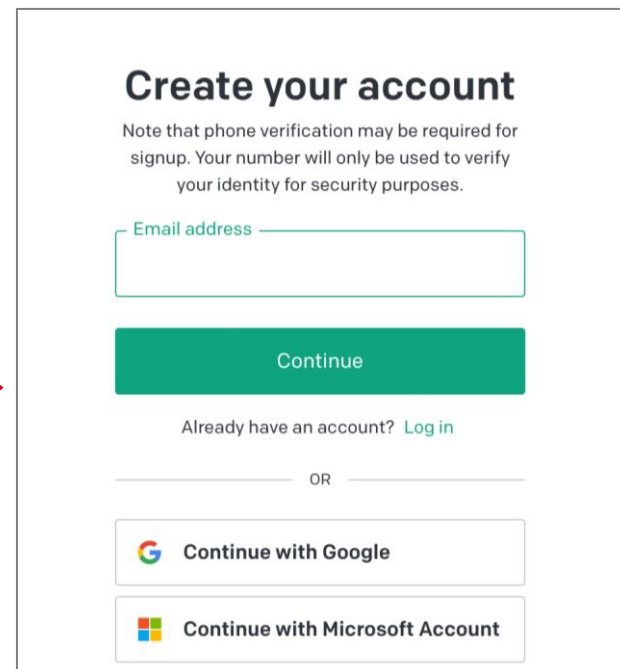 Create your account
Note that phone verification may be required for
signup. Your number will only be used to verify
your identity for security purposes.
Email address
Continue
Already have an account? Log in
OR
Continue with Google
Continue with Microsoft Account